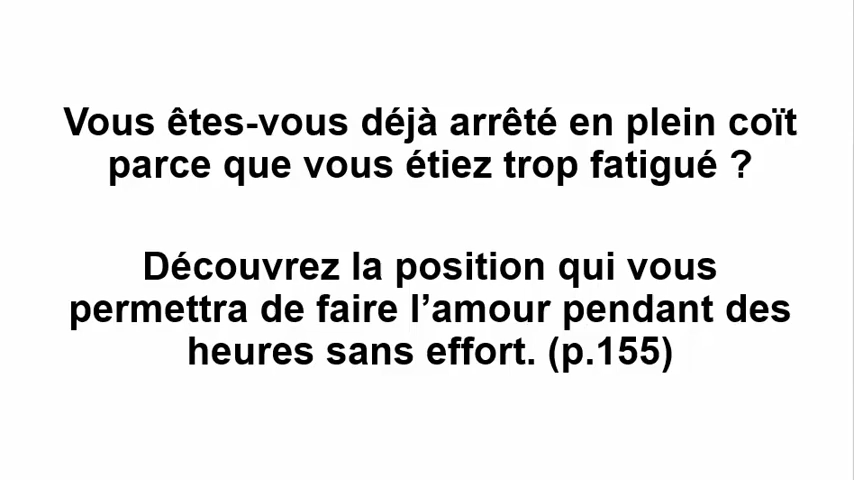 Vous êtes-vous déjà arrêté en plein coït
parce que vous étiez trop fatigué ?
Découvrez la position qui vous
permettra de faire l’amour pendant des
heures sans effort. (p.155)